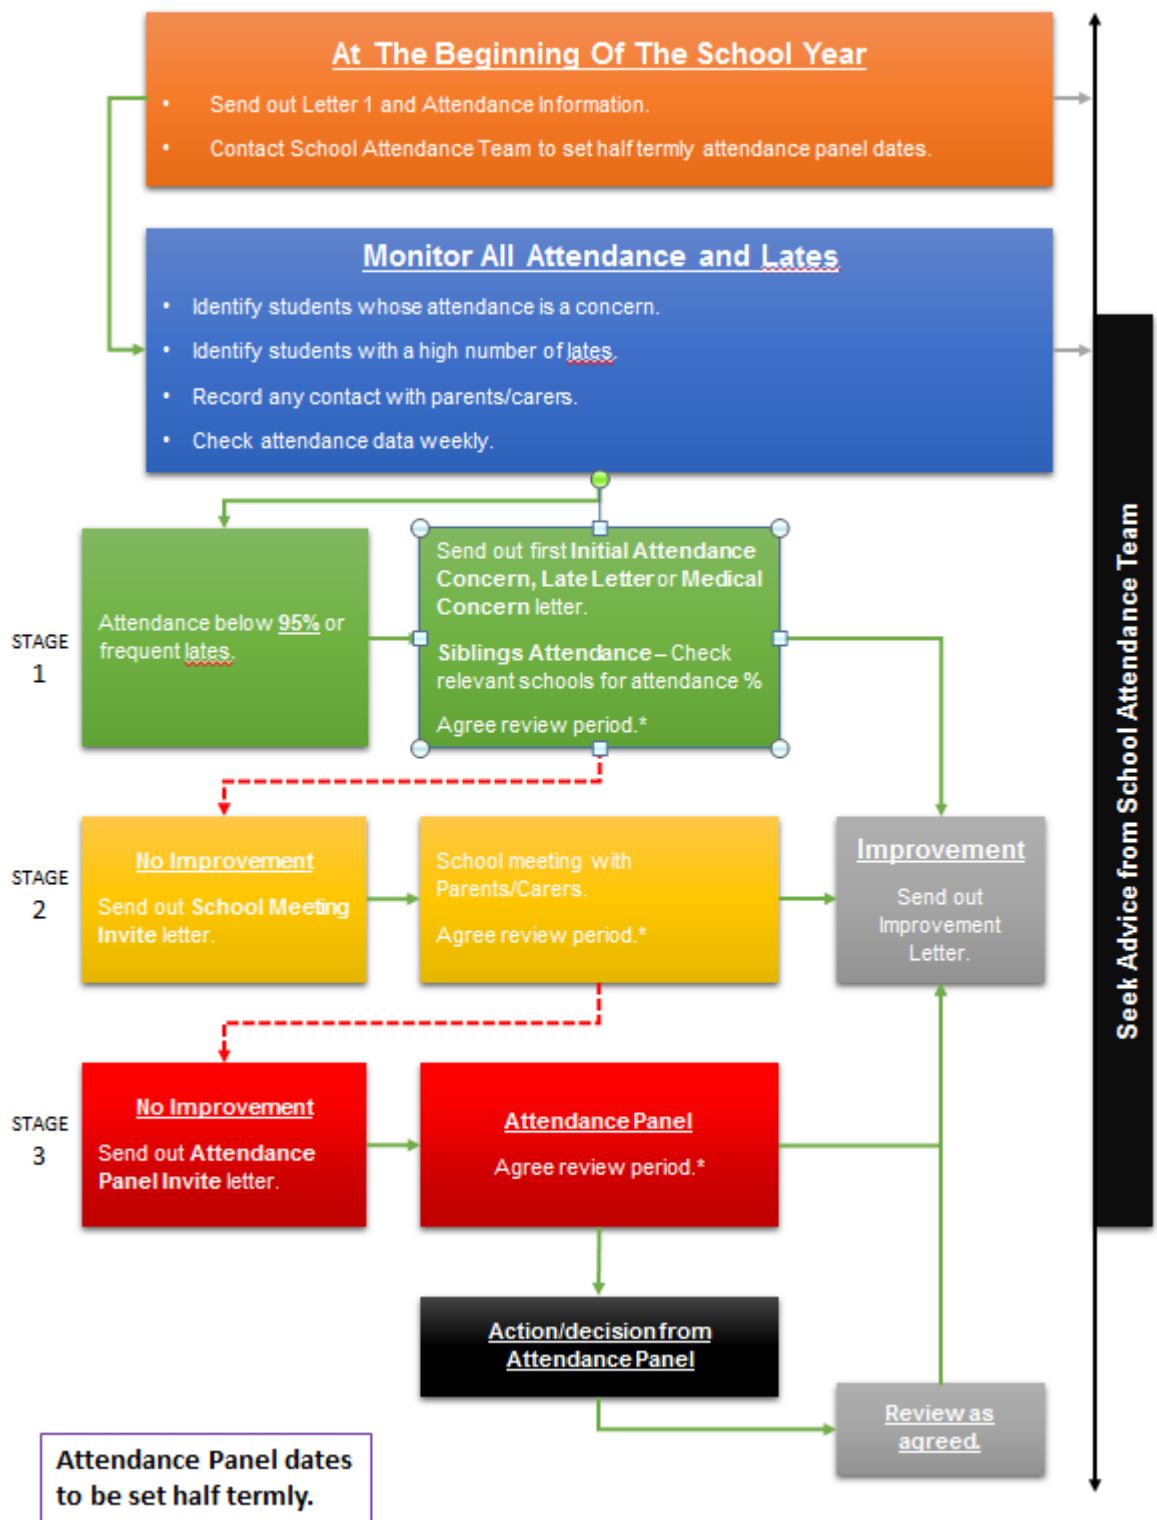 At The Beginning Of The School Year
• Send out Letter 1 and Attendance Information.
• Contact School Attendance Team to set half termly attendance panel dates.
Monitor All Attendance and Lates
• Identify students whose attendance is a concern.
• Identify students with a high number of lates.
• Record any contact with parents/carers.
• Check attendance data weekly.
STAGE
1
Attendance below 95% or
frequent lates.
Send out first Initial Attendance
Concern, Late Letter or Medical
Concern letter.
Siblings Attendance – Check
relevant schools for attendance %
Agree review period.*
STAGE
2
No Improvement
Send out School Meeting
Invite letter.
School meeting with
Parents/Carers.
Agree review period.*
Improvement
Send out
Improvement
Letter.
STAGE
3
No Improvement
Send out Attendance
Panel Invite letter.
Attendance Panel
Agree review period.*
Action/decision from
Attendance Panel
Review as
agreed.
Seek Advice from School Attendance Team
Attendance Panel dates
to be set half termly.